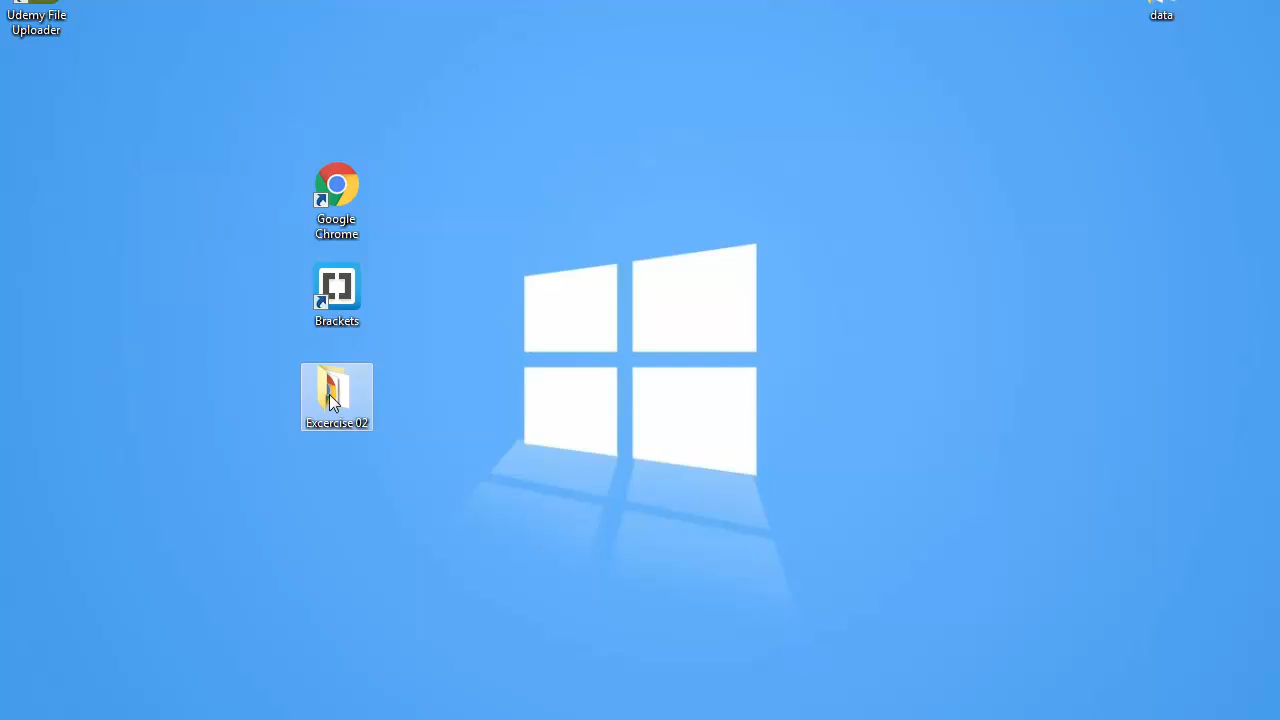 Udemy File
Uploader
data
Google
Chrome
Brackets
Excercise 02